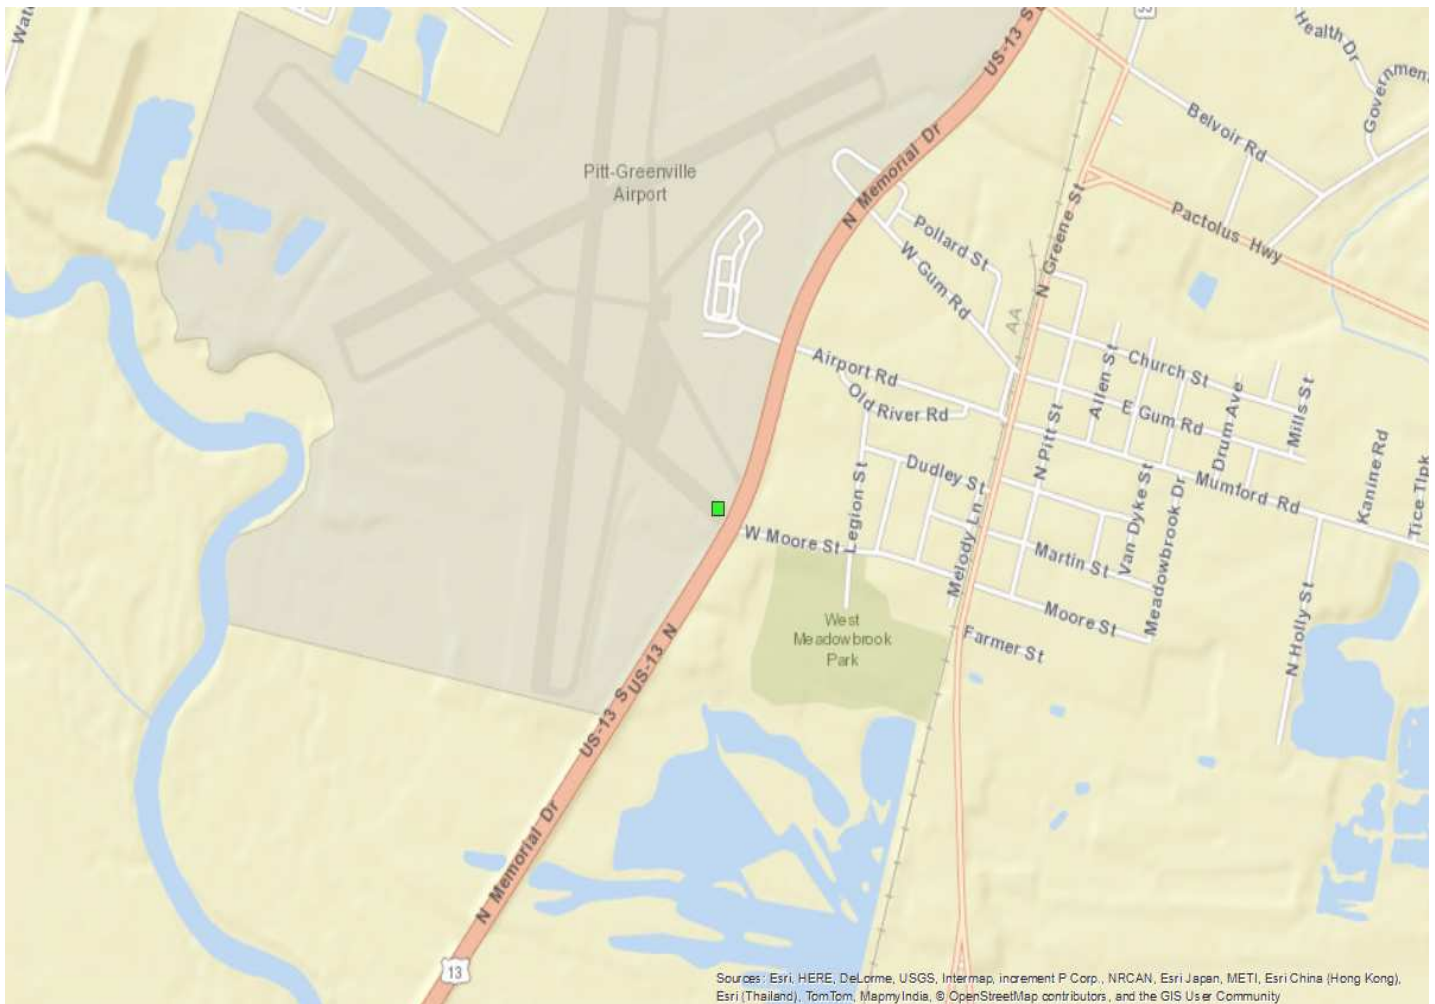 Health Dr
US-13 S
Belvoir Rd
Pitt-Greenville
Airport
N Memorial Dr
Pactolus Hwy
Pollard St
W Gum Rd
N Greene St
AA
Airport Rd
Old River Rd
Church St
Allen St
E Gum Rd
Drum Ave
Mills St
N Pitt St
Dudley St
Legion St
Mumford Rd
Kanine Rd
Tice Tlpk
Van Dyke St
Meadowbrook Dr
W Moore St
Melody Ln
Martin St
Moore St
Farmer St
N Holly St
West
Meadowbrook
Park
US-13 N
US-13 S
N Memorial Dr
13
Sources: Esri, HERE, DeLorme, USGS, Intermap, increment P Corp., NRCAN, Esri Japan, METI, Esri China (Hong Kong),
Esri (Thailand), TomTom, MapmyIndia, © OpenStreetMap contributors, and the GIS User Community